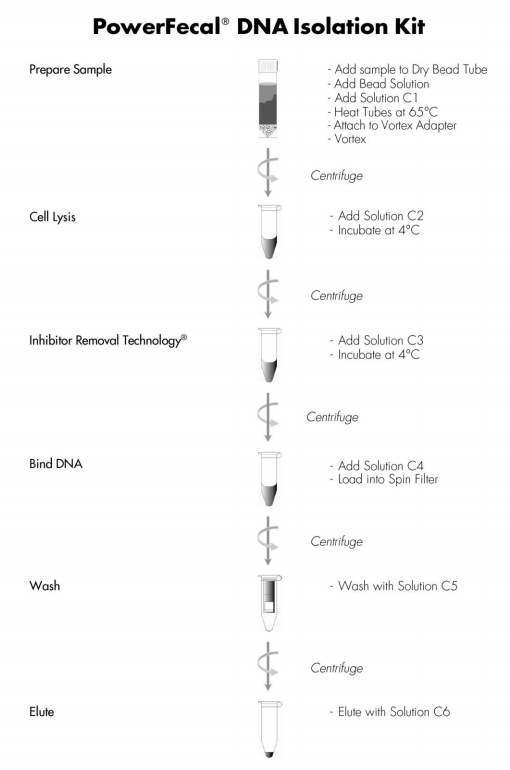 PowerFecal® DNA Isolation Kit
Prepare Sample
- Add sample to Dry Bead Tube
- Add Bead Solution
- Add Solution C1
- Heat Tubes at 65ºC
- Attach to Vortex Adapter
- Vortex
Centrifuge
Cell Lysis
- Add Solution C2
- Incubate at 4ºC
Centrifuge
Inhibitor Removal Technology®
- Add Solution C3
- Incubate at 4ºC
Centrifuge
Bind DNA
- Add Solution C4
- Load into Spin Filter
Centrifuge
Wash
- Wash with Solution C5
Centrifuge
Elute
- Elute with Solution C6